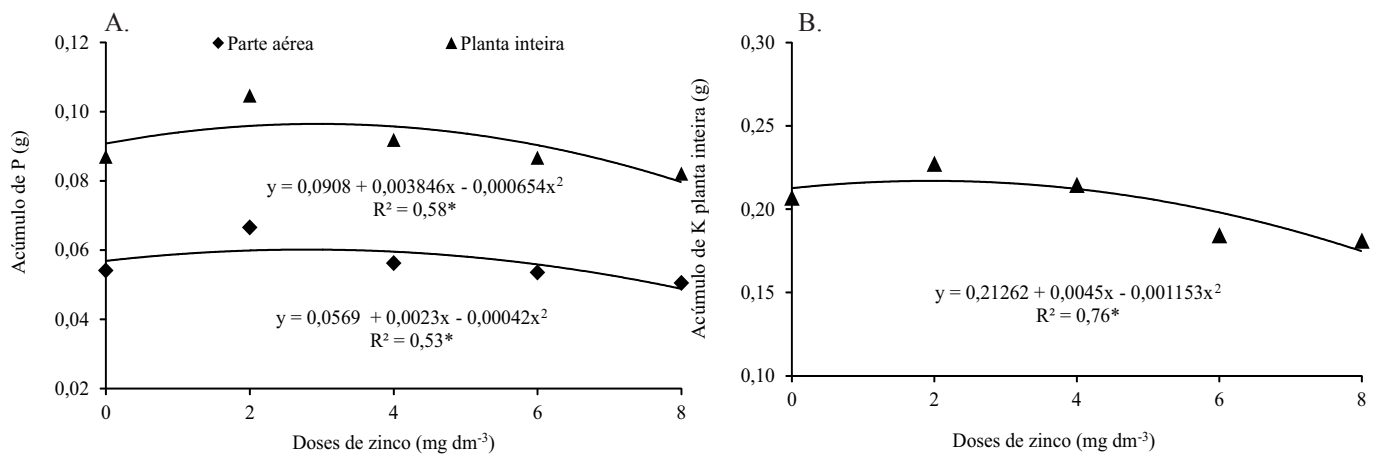 A.
Acúmulo de P (g)
0,12
0,10
0,08
0,06
0,04
0,02
Parte aérea
Planta inteira
y = 0,0908 + 0,003846x - 0,000654x²
R² = 0,58*
y = 0,0569 + 0,0023x - 0,00042x²
R² = 0,53*
0 2 4 6 8
Doses de zinco (mg dm⁻³)
B.
Acúmulo de K planta inteira (g)
0,30
0,25
0,20
0,15
0,10
y = 0,21262 + 0,0045x - 0,001153x²
R² = 0,76*
0 2 4 6 8
Doses de zinco (mg dm⁻³)